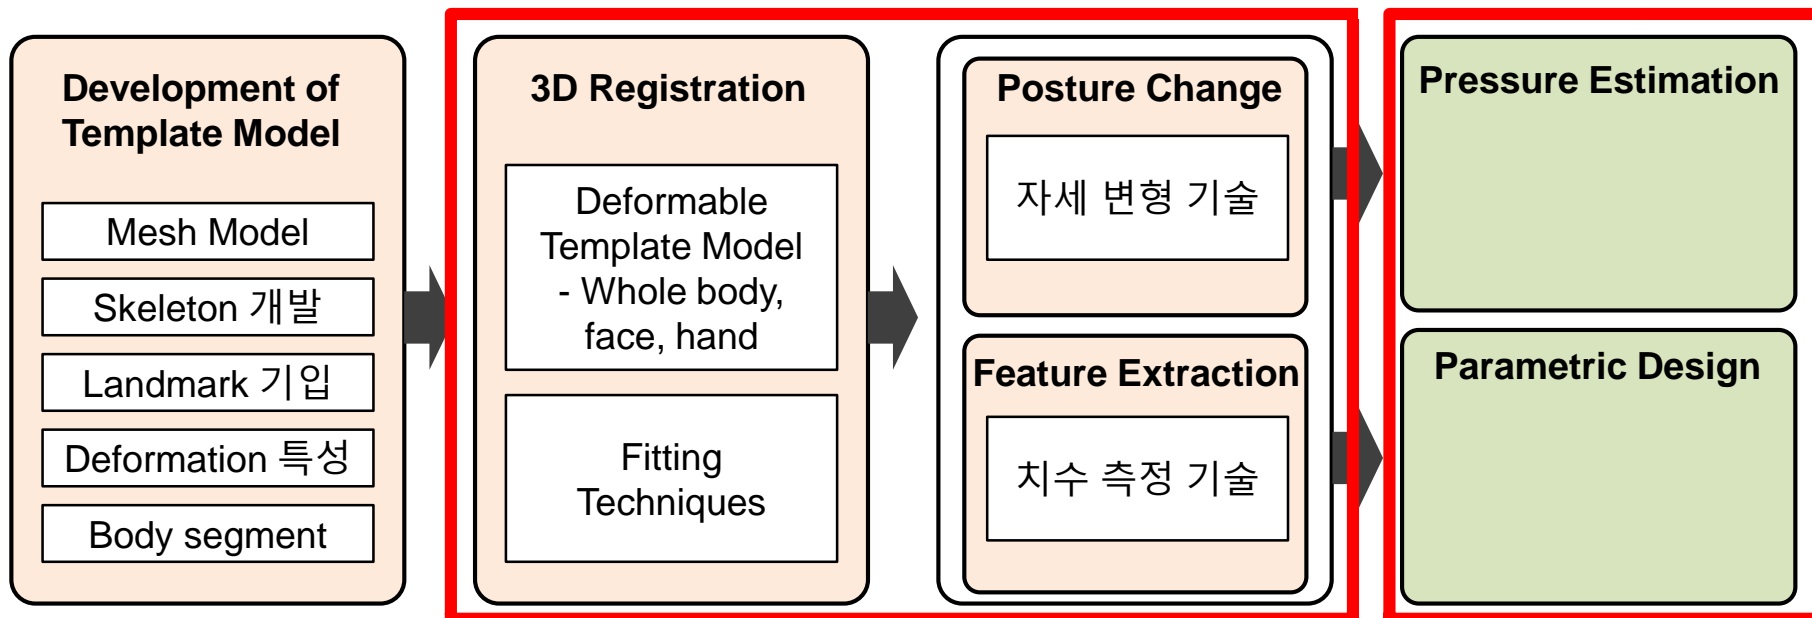 Development of
Template Model
Mesh Model
Skeleton 개발
Landmark 기입
Deformation 특성
Body segment
3D Registration
Deformable
Template Model
- Whole body,
face, hand
Fitting
Techniques
Posture Change
자세 변형 기술
Feature Extraction
치수 측정 기술
Pressure Estimation
Parametric Design